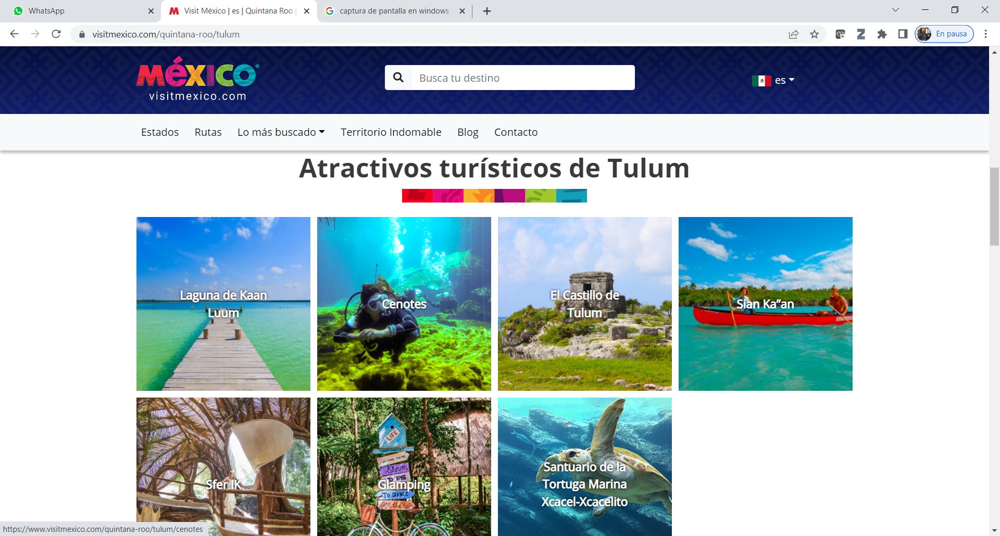 WhatsApp
Visit México | es | Quintana Roo |
captura de pantalla en windows -
visitmexico.com/quintana-roo/tulum
En pausa
MéXICO®
visitmexico.com
Busca tu destino
es
Estados Rutas Lo más buscado Territorio Indomable Blog Contacto
Atractivos turísticos de Tulum
Laguna de Kaan
Luum
Cenotes
El Castillo de
Tulum
Sian Ka”an
Sfer IK
LIFE
Storm
TO DANCE
IN the Rain
Glamping
Santuario de la
Tortuga Marina
Xcacel-Xcacelito
https://www.visitmexico.com/quintana-roo/tulum/cenotes